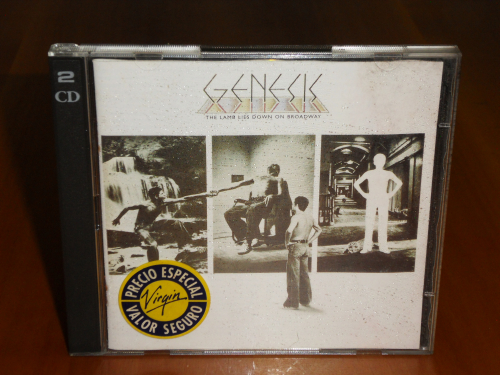 2
CD
GENESIS
THE LAMB LIES DOWN ON BROADWAY
PRECIO ESPECIAL
Virgin
VALOR SEGURO